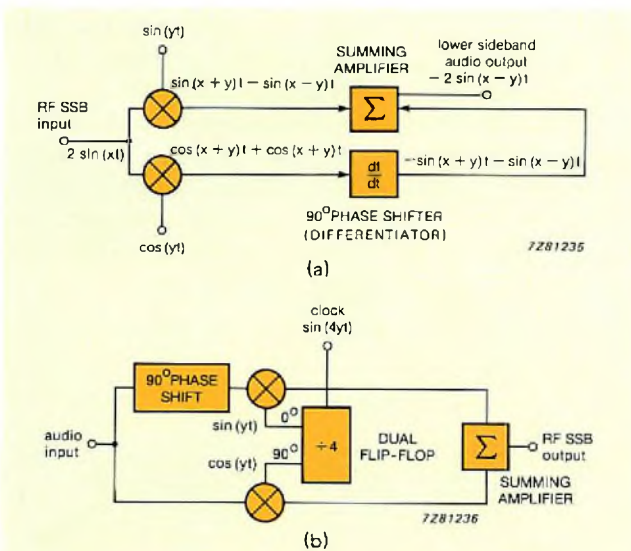 sin (yt)
SUMMING
AMPLIFIER
lower sideband
audio output
− 2 sin (x − y)t
sin (x + y) t − sin (x − y) t
RF SSB
input
2 sin (xt)
Σ
cos (x + y) t + cos (x + y) t
df
dt
−sin (x + y) t − sin (x − y) t
90° PHASE SHIFTER
(DIFFERENTIATOR)
cos (yt)
7Z81235
(a)
clock
sin (4yt)
90° PHASE
SHIFT
sin (yt)
0°
audio
input
cos (yt)
90°
÷4
DUAL
FLIP-FLOP
Σ
RF SSB
output
SUMMING
AMPLIFIER
7Z81236
(b)